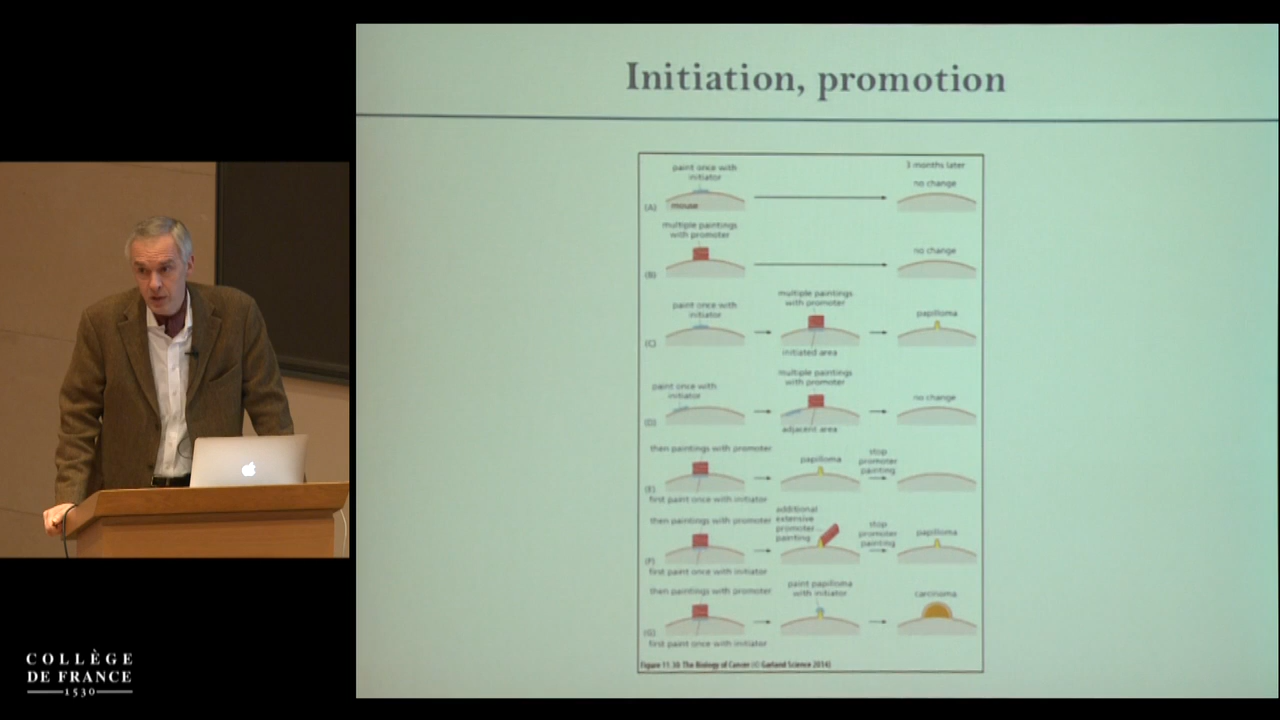 Initiation, promotion
paint once with
initiator
3 months later
no change
(A)
mouse
multiple paintings
with promoter
no change
(B)
paint once with
initiator
multiple paintings
with promoter
papilloma
(C)
initiated area
paint once with
initiator
multiple paintings
with promoter
no change
(D)
adjacent area
then paintings with promoter
papilloma
stop
promoter
painting
(E)
first paint once with initiator
then paintings with promoter
additional
extensive
promoter
painting
stop
promoter
painting
papilloma
(F)
first paint once with initiator
then paintings with promoter
paint papilloma
with initiator
carcinoma
(G)
first paint once with initiator
Figure 11.30 The Biology of Cancer (© Garland Science 2014)
COLLÈGE
DE FRANCE
1530